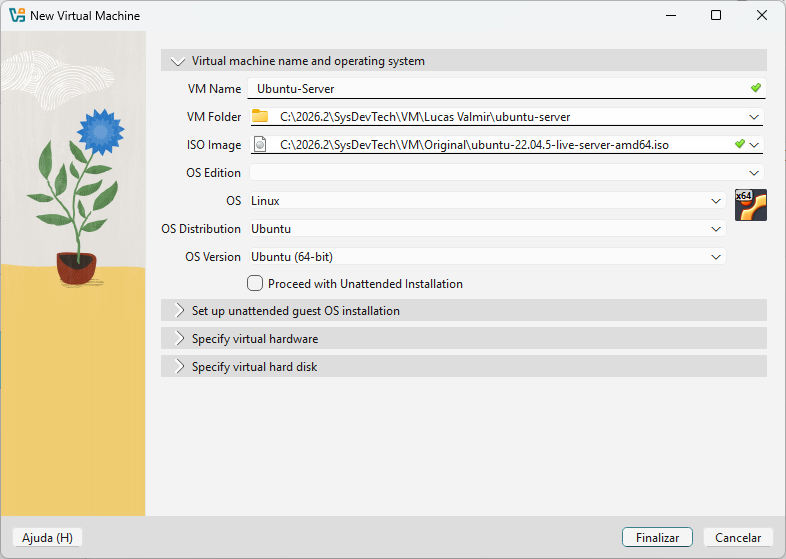 New Virtual Machine
Virtual machine name and operating system
VM Name Ubuntu-Server
VM Folder C:\2026.2\SysDevTech\VM\Lucas Valmir\ubuntu-server
ISO Image C:\2026.2\SysDevTech\VM\Original\ubuntu-22.04.5-live-server-amd64.iso
OS Edition
OS Linux x64
OS Distribution Ubuntu
OS Version Ubuntu (64-bit)
Proceed with Unattended Installation
Set up unattended guest OS installation
Specify virtual hardware
Specify virtual hard disk
Ajuda (H) Finalizar Cancelar